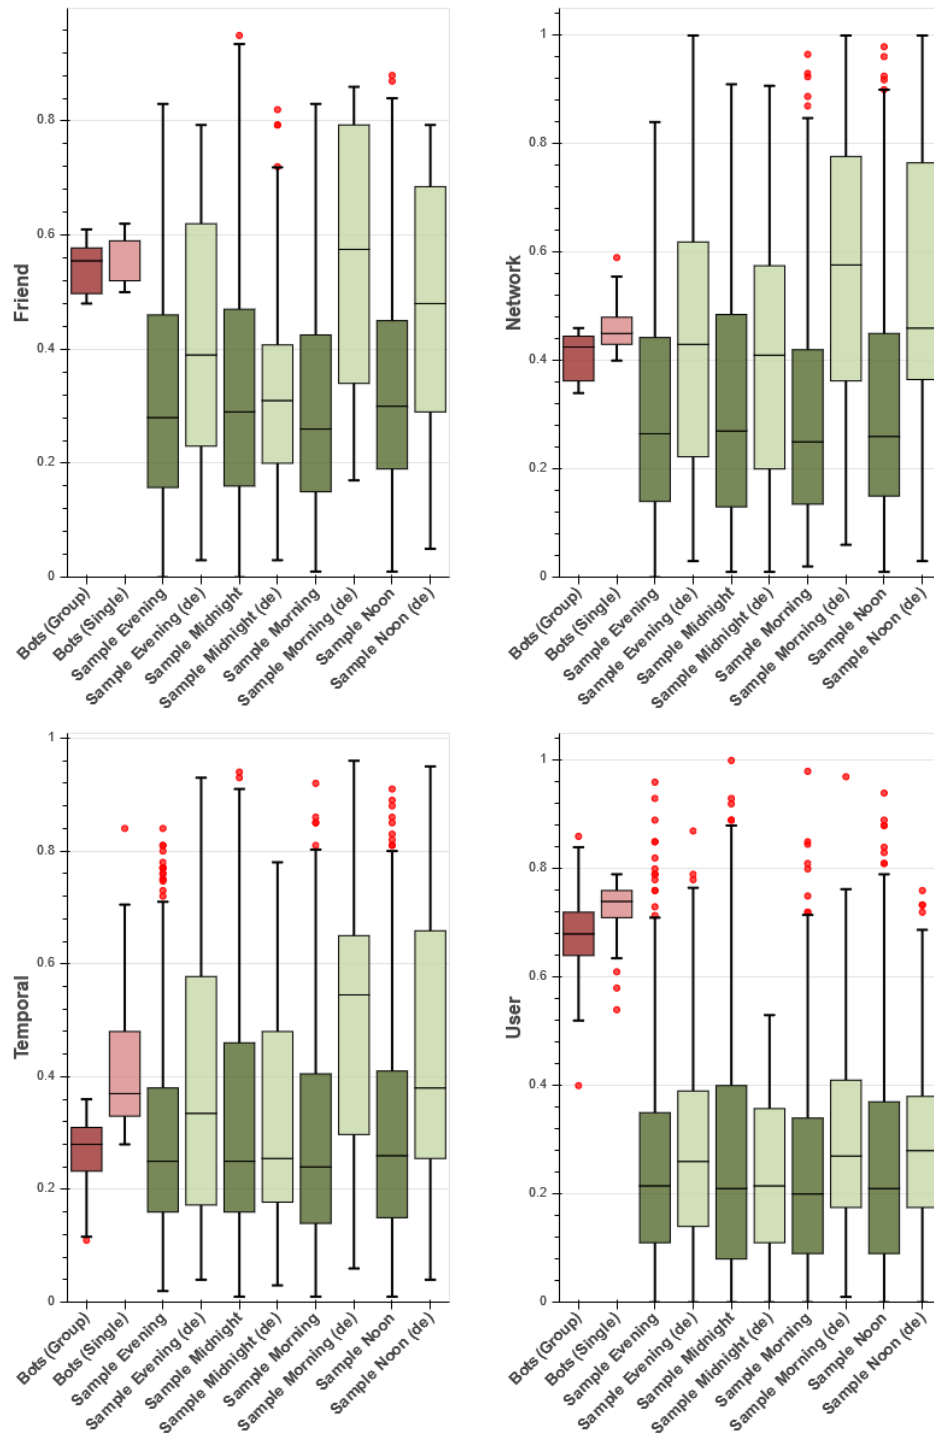 Friend
0.8
0.6
0.4
0.2
0
Bots (Group)
Bots (Single)
Sample Evening
Sample Evening (de)
Sample Midnight
Sample Midnight (de)
Sample Morning
Sample Morning (de)
Sample Noon
Sample Noon (de)
Network
1
0.8
0.6
0.4
0.2
0
Bots (Group)
Bots (Single)
Sample Evening
Sample Evening (de)
Sample Midnight
Sample Midnight (de)
Sample Morning
Sample Morning (de)
Sample Noon
Sample Noon (de)
Temporal
1
0.8
0.6
0.4
0.2
0
Bots (Group)
Bots (Single)
Sample Evening
Sample Evening (de)
Sample Midnight
Sample Midnight (de)
Sample Morning
Sample Morning (de)
Sample Noon
Sample Noon (de)
User
1
0.8
0.6
0.4
0.2
0
Bots (Group)
Bots (Single)
Sample Evening
Sample Evening (de)
Sample Midnight
Sample Midnight (de)
Sample Morning
Sample Morning (de)
Sample Noon
Sample Noon (de)